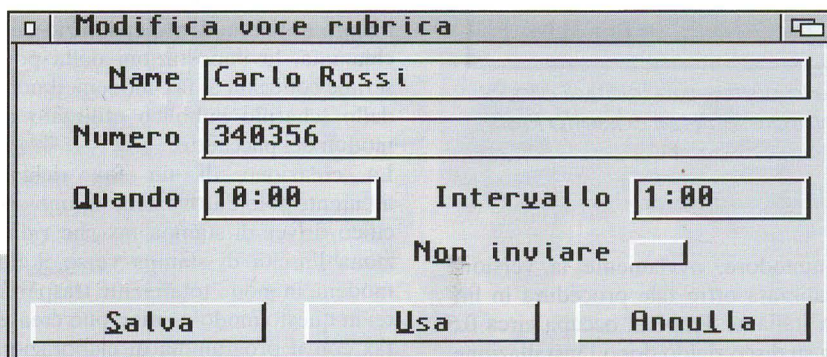 Modifica voce rubrica
Name Carlo Rossi
Numero 340356
Quando 10:00 Intervallo 1:00
Non inviare
Salva Usa Annulla